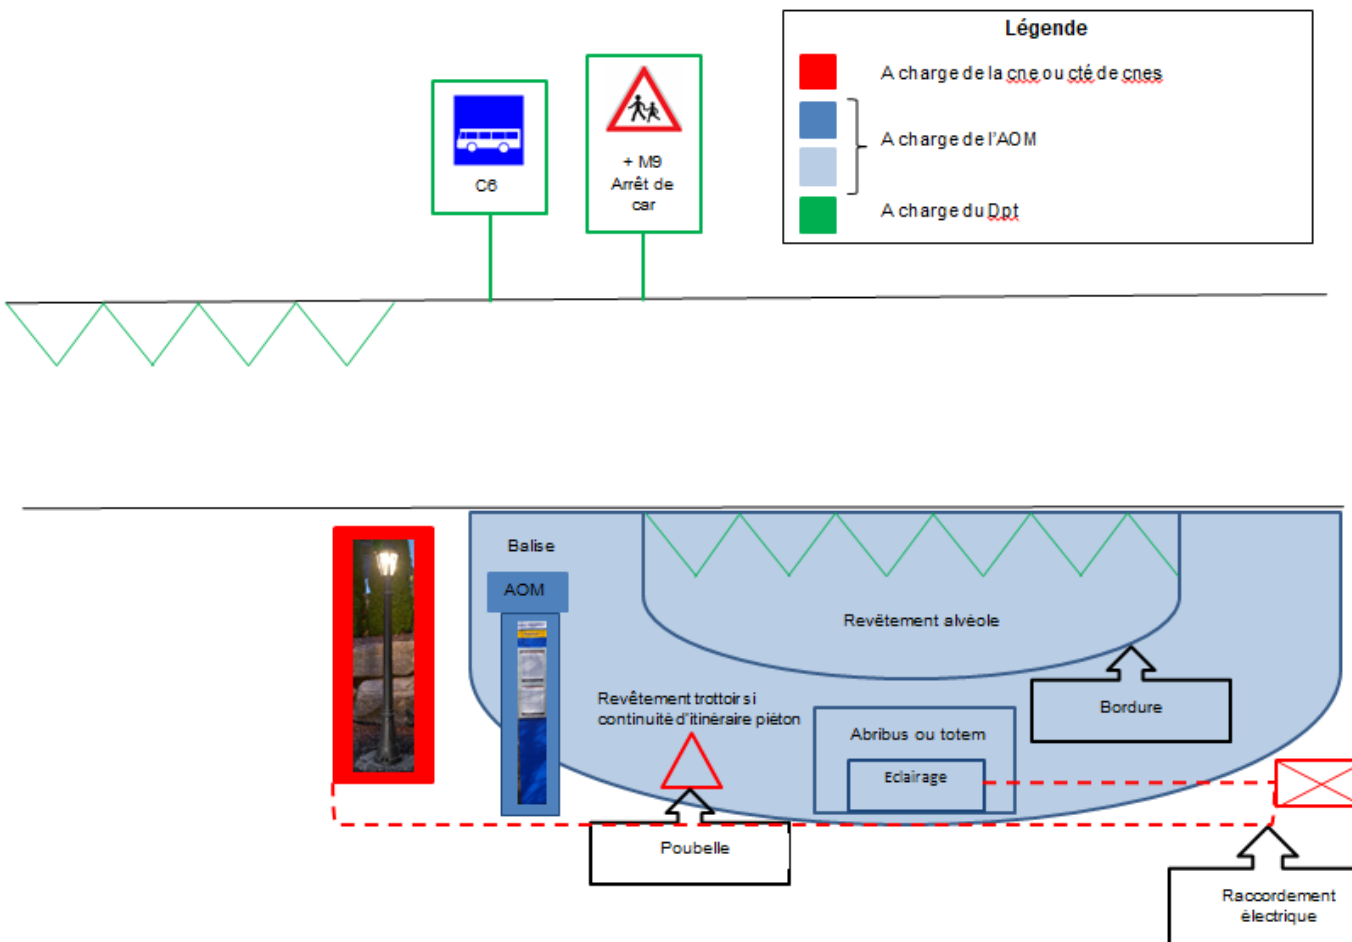 Légende
A charge de la cne ou cté de cnes
A charge de l'AOM
A charge du Dpt
C6
+ M9
Arrêt de
car
Balise
AOM
Revêtement alvéole
Revêtement trottoir si
continuité d'itinéraire piéton
Bordure
Abribus ou totem
Eclairage
Poubelle
Raccordement
électrique